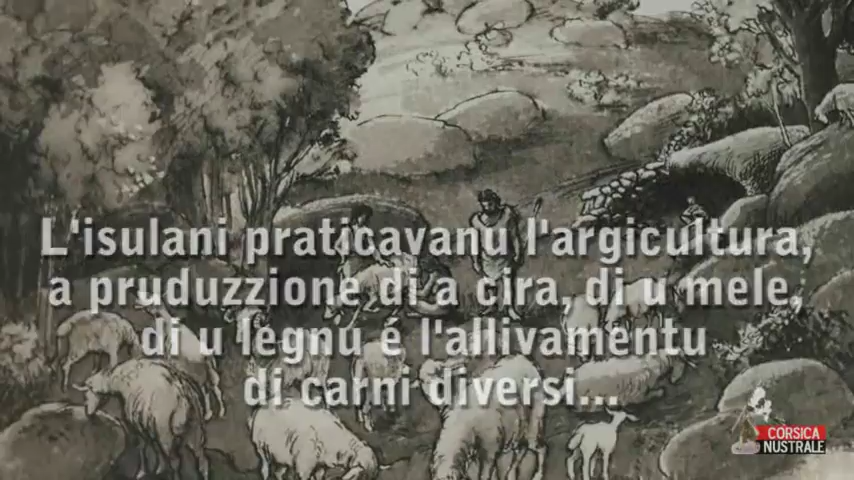 L'isulani praticavanu l'argicultura,
a pruduzzione di a cira, di u mele,
di u legnu è l'allivamentu
di carni diversi...
CORSICA
NUSTRALE